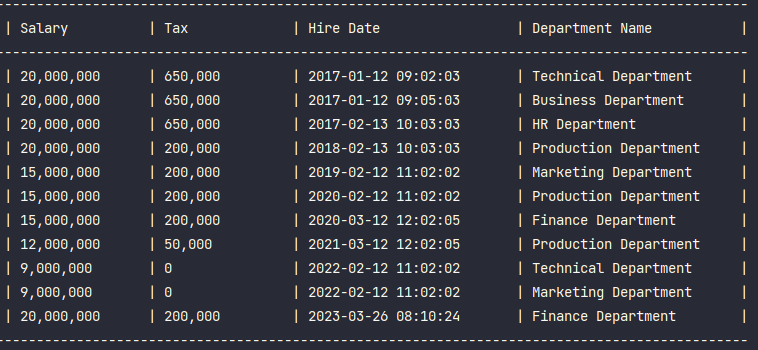 | Salary | Tax | Hire Date | Department Name |
| 20,000,000 | 650,000 | 2017-01-12 09:02:03 | Technical Department |
| 20,000,000 | 650,000 | 2017-01-12 09:05:03 | Business Department |
| 20,000,000 | 650,000 | 2017-02-13 10:03:03 | HR Department |
| 20,000,000 | 200,000 | 2018-02-13 10:03:03 | Production Department |
| 15,000,000 | 200,000 | 2019-02-12 11:02:02 | Marketing Department |
| 15,000,000 | 200,000 | 2020-02-12 11:02:02 | Production Department |
| 15,000,000 | 200,000 | 2020-03-12 12:02:05 | Finance Department |
| 12,000,000 | 50,000 | 2021-03-12 12:02:05 | Production Department |
| 9,000,000 | 0 | 2022-02-12 11:02:02 | Technical Department |
| 9,000,000 | 0 | 2022-02-12 11:02:02 | Marketing Department |
| 20,000,000 | 200,000 | 2023-03-26 08:10:24 | Finance Department |